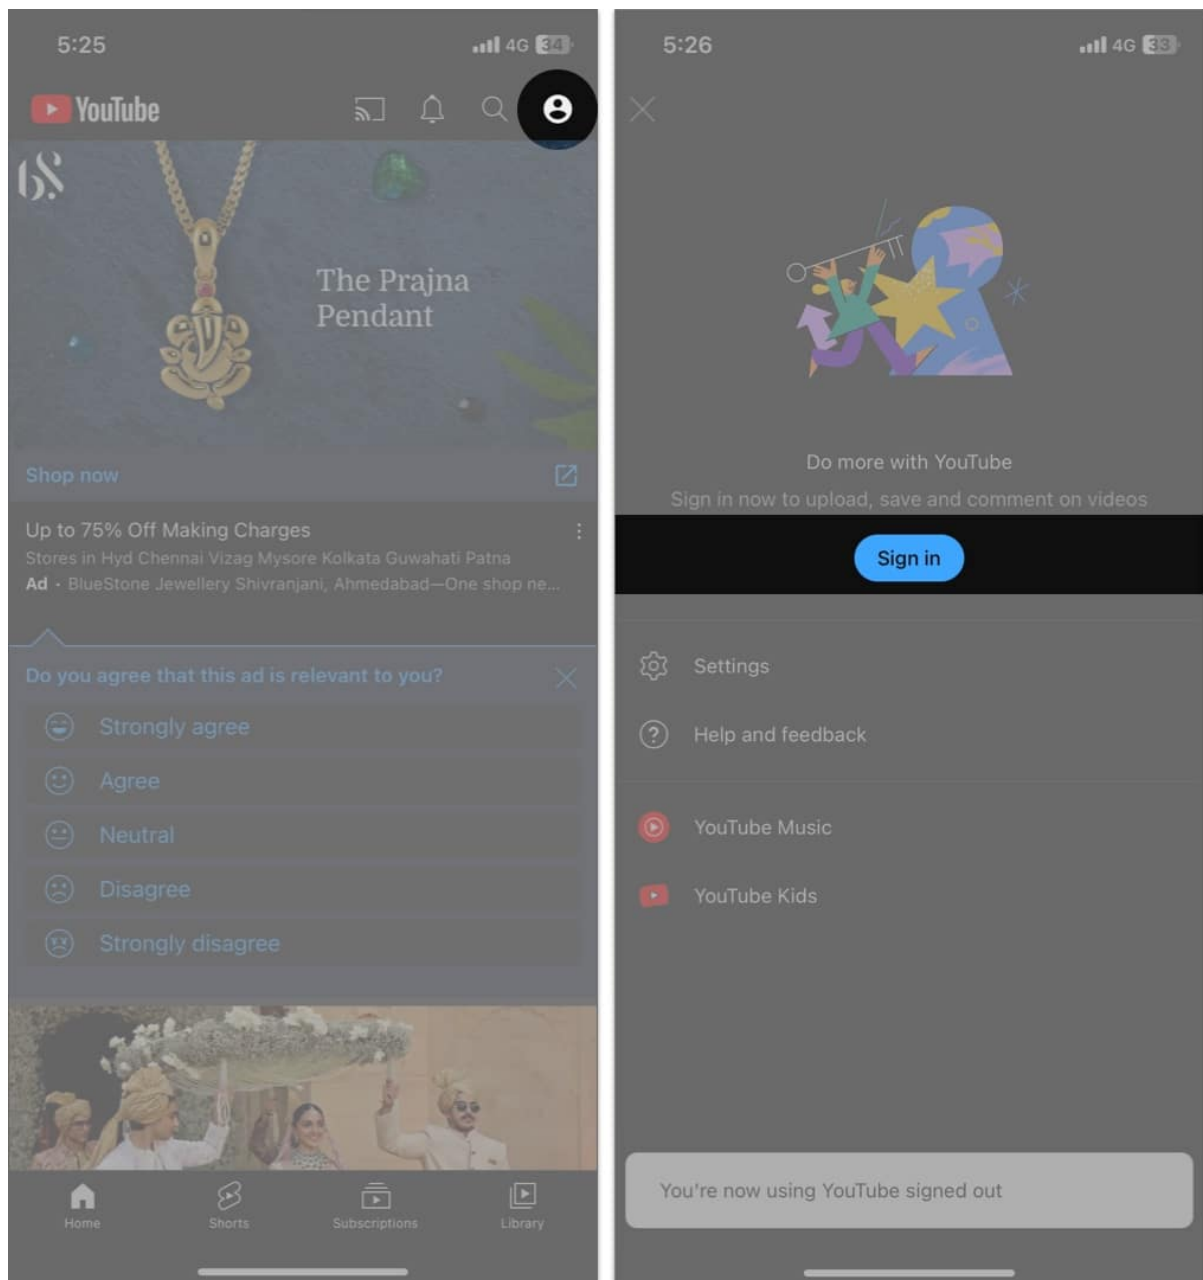 5:25
4G 34
YouTube
The Prajna
Pendant
Shop now
Up to 75% Off Making Charges
Stores in Hyd Chennai Vizag Mysore Kolkata Guwahati Patna
Ad · BlueStone Jewellery Shivranjani, Ahmedabad—One shop ne...
Do you agree that this ad is relevant to you?
Strongly agree
Agree
Neutral
Disagree
Strongly disagree
Home
Shorts
Subscriptions
Library
5:26
4G 33
Do more with YouTube
Sign in now to upload, save and comment on videos
Sign in
Settings
Help and feedback
YouTube Music
YouTube Kids
You're now using YouTube signed out